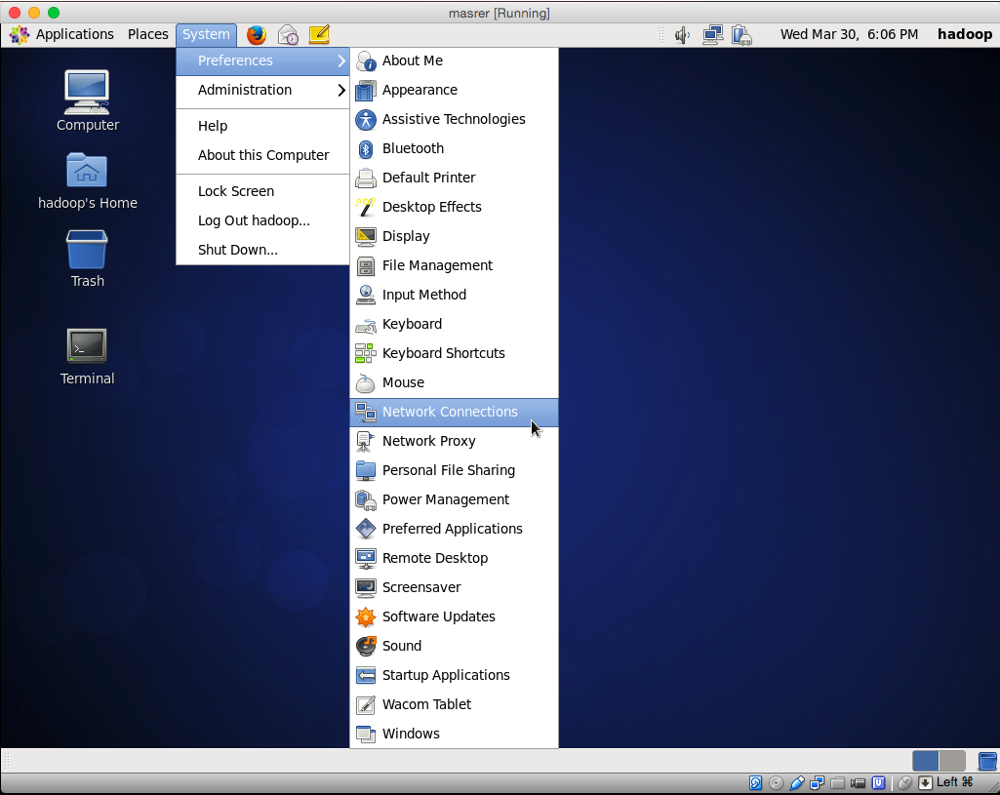 masrer [Running]
Applications Places System Wed Mar 30, 6:06 PM hadoop
Preferences
Administration
Help
About this Computer
Lock Screen
Log Out hadoop...
Shut Down...
About Me
Appearance
Assistive Technologies
Bluetooth
Default Printer
Desktop Effects
Display
File Management
Input Method
Keyboard
Keyboard Shortcuts
Mouse
Network Connections
Network Proxy
Personal File Sharing
Power Management
Preferred Applications
Remote Desktop
Screensaver
Software Updates
Sound
Startup Applications
Wacom Tablet
Windows
Computer
hadoop's Home
Trash
Terminal
Left ⌘